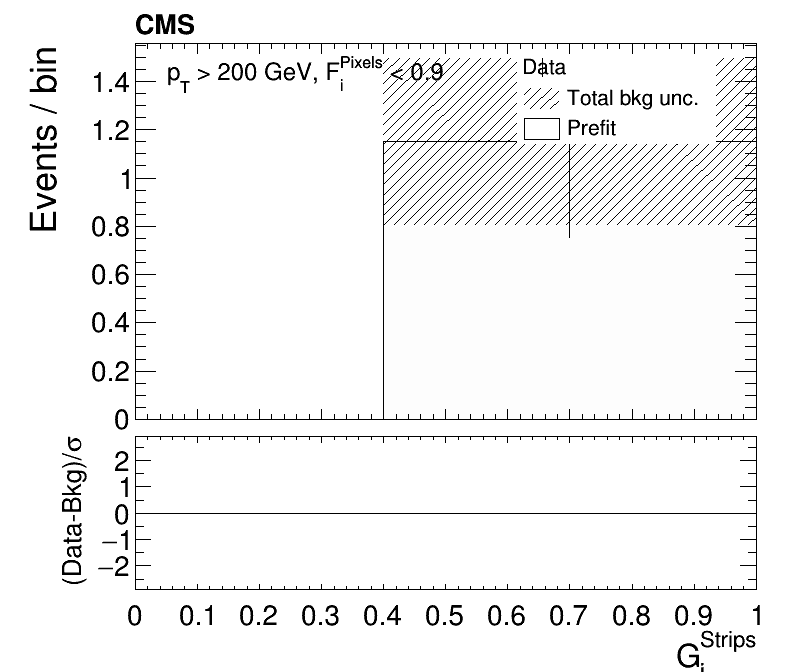 CMS
p_T > 200 GeV, F_i^Pixels < 0.9
Data
Total bkg unc.
Prefit
Events / bin
1.4
1.2
1
0.8
0.6
0.4
0.2
0
(Data-Bkg)/σ
2
1
0
−1
−2
0 0.1 0.2 0.3 0.4 0.5 0.6 0.7 0.8 0.9 1
G_i^Strips